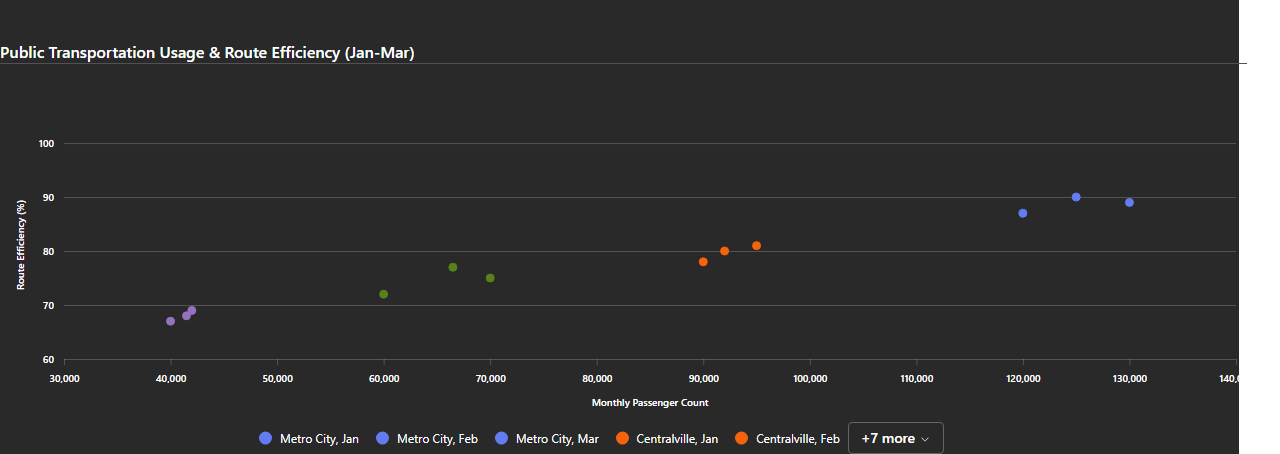 Public Transportation Usage & Route Efficiency (Jan-Mar)
100
90
80
70
60
Route Efficiency (%)
30,000 40,000 50,000 60,000 70,000 80,000 90,000 100,000 110,000 120,000 130,000 140,0
Monthly Passenger Count
Metro City, Jan Metro City, Feb Metro City, Mar Centralville, Jan Centralville, Feb +7 more